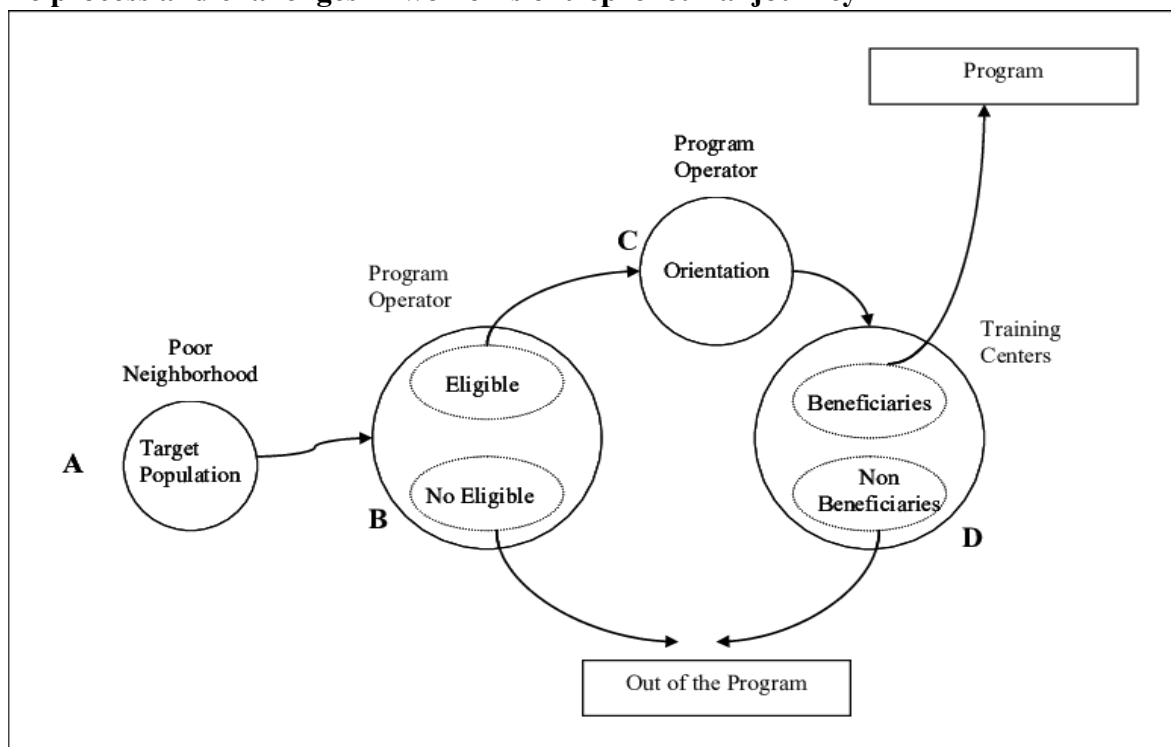 Program
Program
Operator
C
Orientation
Program
Operator
Training
Centers
Poor
Neighborhood
Eligible
Beneficiaries
A
Target
Population
No Eligible
Non
Beneficiaries
B
D
Out of the Program